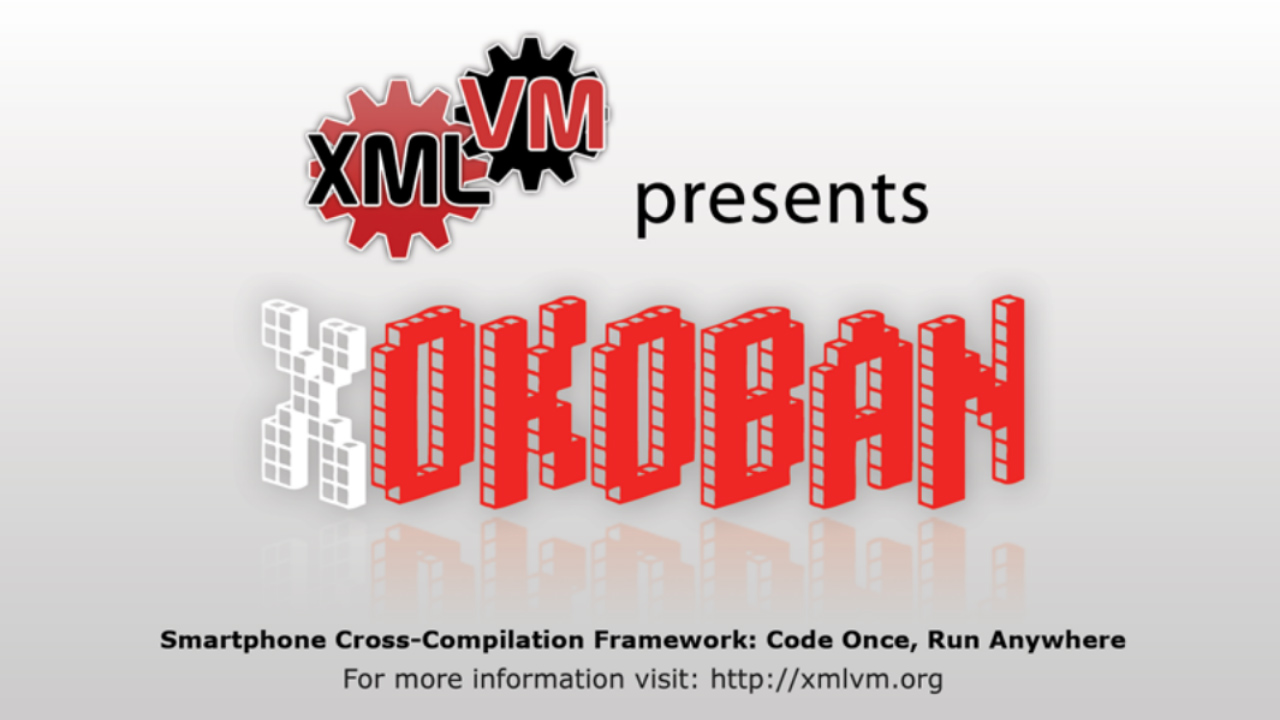 XMLVM
presents
XOKOBAN
Smartphone Cross-Compilation Framework: Code Once, Run Anywhere
For more information visit: http://xmlvm.org